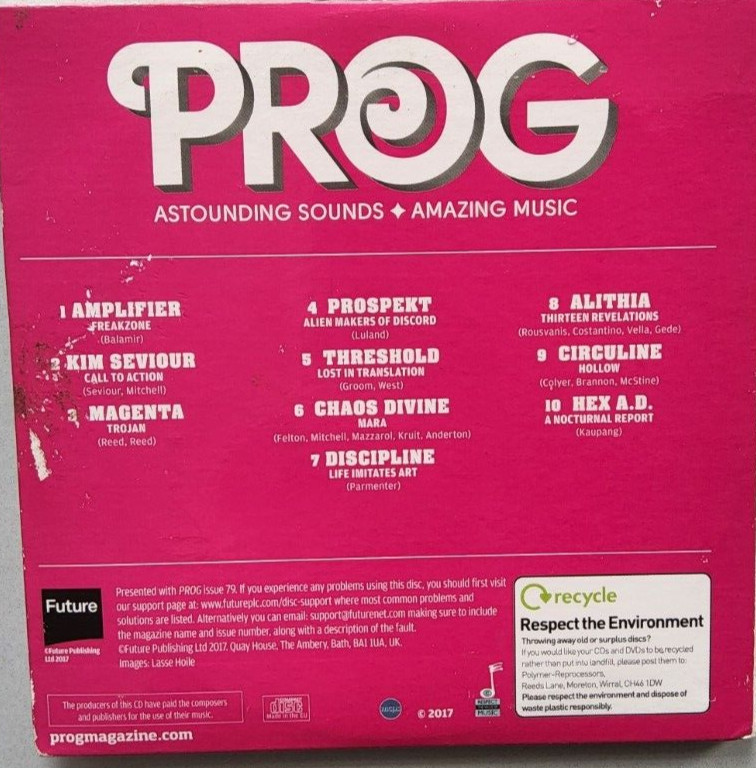 PROG
ASTOUNDING SOUNDS ✦ AMAZING MUSIC
1 AMPLIFIER
FREAKZONE
(Balamir)
2 KIM SEVIOUR
CALL TO ACTION
(Seviour, Mitchell)
3 MAGENTA
TROJAN
(Reed, Reed)
4 PROSPEKT
ALIEN MAKERS OF DISCORD
(Luland)
5 THRESHOLD
LOST IN TRANSLATION
(Groom, West)
6 CHAOS DIVINE
MARA
(Felton, Mitchell, Mazzarol, Kruit, Anderton)
7 DISCIPLINE
LIFE IMITATES ART
(Parmenter)
8 ALITHIA
THIRTEEN REVELATIONS
(Rousvanis, Costantino, Vella, Gede)
9 CIRCULINE
HOLLOW
(Colyer, Brannon, McStine)
10 HEX A.D.
A NOCTURNAL REPORT
(Kaupang)
Future
©Future Publishing
Ltd 2017
Presented with PROG issue 79. If you experience any problems using this disc, you should first visit
our support page at: www.futureplc.com/disc-support where most common problems and
solutions are listed. Alternatively you can email: support@futurenet.com making sure to include
the magazine name and issue number, along with a description of the fault.
©Future Publishing Ltd 2017. Quay House, The Ambery, Bath, BA1 1UA, UK.
Images: Lasse Hoile
recycle
Respect the Environment
Throwing away old or surplus discs?
If you would like your CDs and DVDs to be recycled
rather than put into landfill, please post them to:
Polymer-Reprocessors,
Reeds Lane, Moreton, Wirral, CH46 1DW
Please respect the environment and dispose of
waste plastic responsibly.
The producers of this CD have paid the composers
and publishers for the use of their music.
COMPACT
disc
Made in the EU
© 2017
MUSIC
progmagazine.com